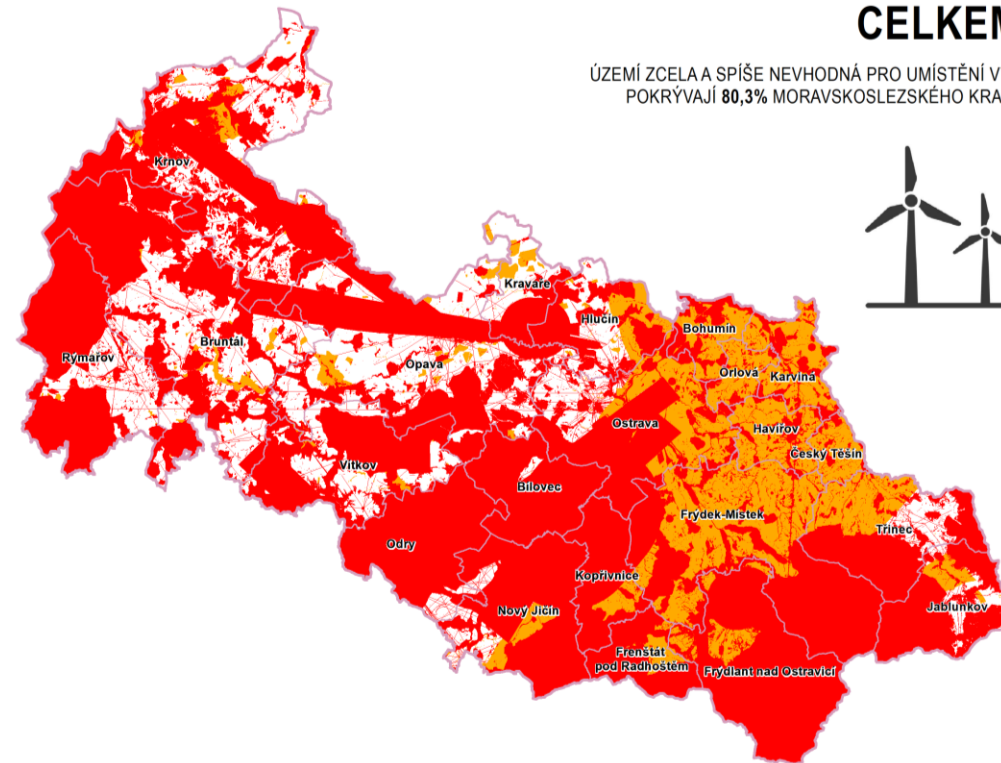 CELKEM
ÚZEMÍ ZCELA A SPÍŠE NEVHODNÁ PRO UMÍSTĚNÍ
POKRÝVAJÍ 80,3% MORAVSKOSLEZSKÉHO
Krnov
Kravaře
Hlučín
Bohumín
Rymařov
Bruntál
Opava
Orlová
Karviná
Ostrava
Havířov
Český Těšín
Vítkov
Bílovec
Frýdek-Místek
Třinec
Odry
Kopřivnice
Nový Jičín
Jablunkov
Frenštát
pod Radhoštěm
Frýdlant nad Ostravicí